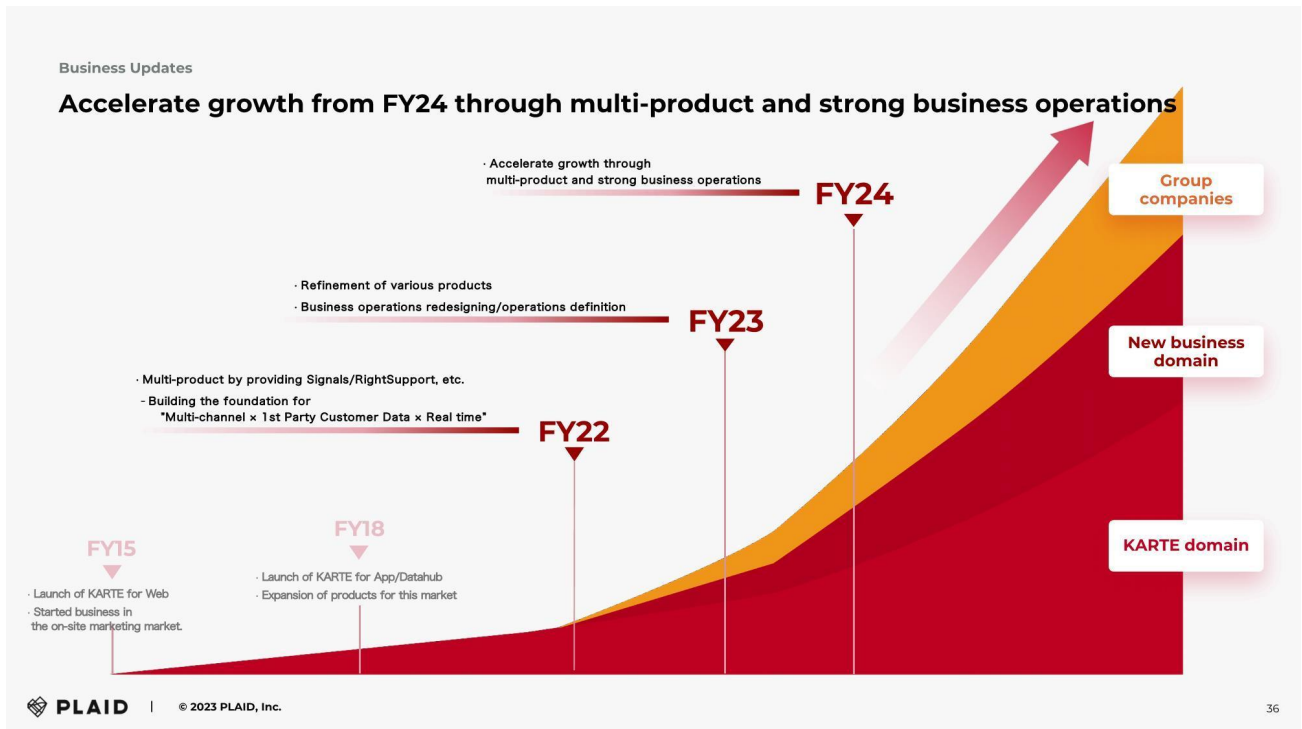 Business Updates
Accelerate growth from FY24 through multi-product and strong business operations
· Accelerate growth through
multi-product and strong business operations
FY24
Group
companies
· Refinement of various products
· Business operations redesigning/operations definition
FY23
New business
domain
· Multi-product by providing Signals/RightSupport, etc.
- Building the foundation for
"Multi-channel × 1st Party Customer Data × Real time"
FY22
FY18
· Launch of KARTE for App/Datahub
· Expansion of products for this market
FY15
· Launch of KARTE for Web
· Started business in
the on-site marketing market.
KARTE domain
PLAID | © 2023 PLAID, Inc.
36